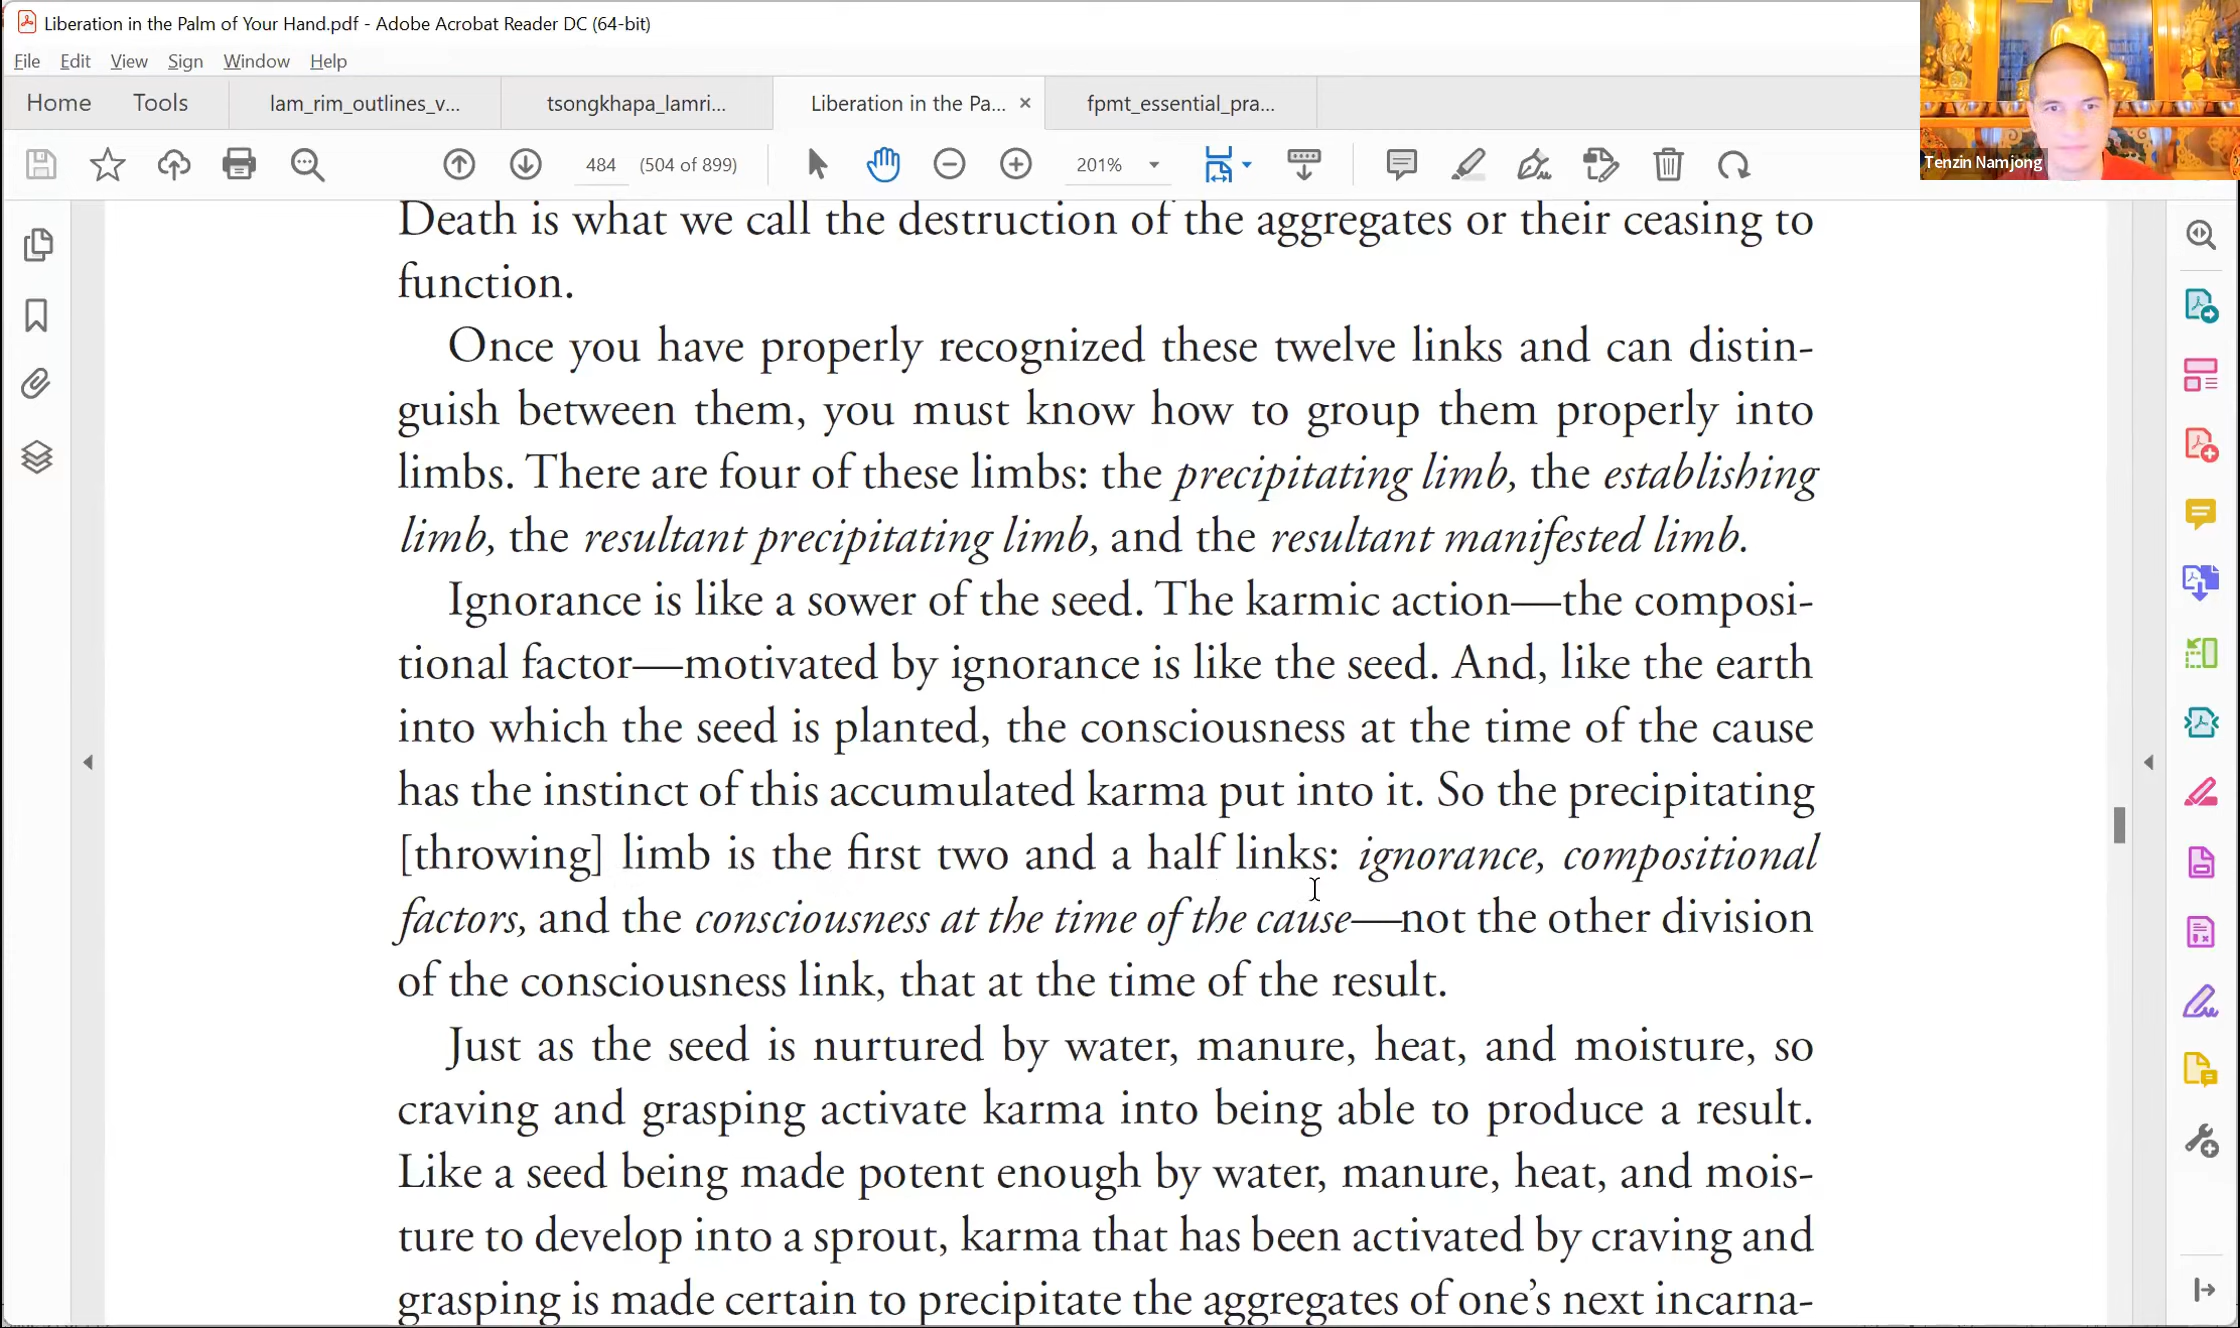 Liberation in the Palm of Your Hand.pdf - Adobe Acrobat Reader DC (64-bit)
File Edit View Sign Window Help
Home Tools lam_rim_outlines_v... tsongkhapa_lamri... Liberation in the Pa... × fpmt_essential_pra...
484 (504 of 899) 201%
Tenzin Namjong
Death is what we call the destruction of the aggregates or their ceasing to
function.
Once you have properly recognized these twelve links and can distin-
guish between them, you must know how to group them properly into
limbs. There are four of these limbs: the precipitating limb, the establishing
limb, the resultant precipitating limb, and the resultant manifested limb.
Ignorance is like a sower of the seed. The karmic action—the composi-
tional factor—motivated by ignorance is like the seed. And, like the earth
into which the seed is planted, the consciousness at the time of the cause
has the instinct of this accumulated karma put into it. So the precipitating
[throwing] limb is the first two and a half links: ignorance, compositional
factors, and the consciousness at the time of the cause—not the other division
of the consciousness link, that at the time of the result.
Just as the seed is nurtured by water, manure, heat, and moisture, so
craving and grasping activate karma into being able to produce a result.
Like a seed being made potent enough by water, manure, heat, and mois-
ture to develop into a sprout, karma that has been activated by craving and
grasping is made certain to precipitate the aggregates of one's next incarna-